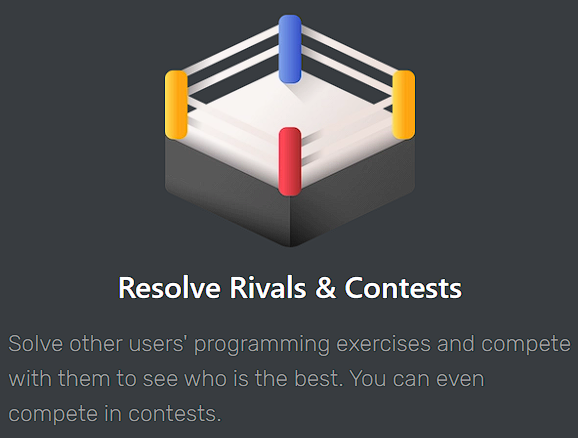 Resolve Rivals & Contests
Solve other users' programming exercises and compete
with them to see who is the best. You can even
compete in contests.